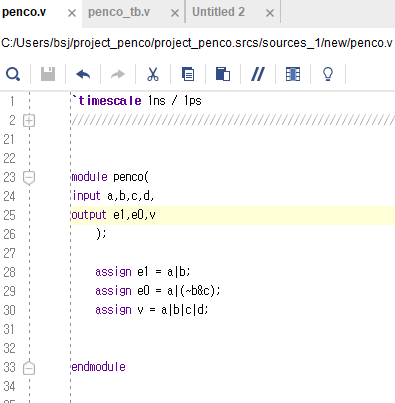 penco.v × penco_tb.v × Untitled 2 ×
C:/Users/bsj/project_penco/project_penco.srcs/sources_1/new/penco.v
1 `timescale 1ns / 1ps
2 //////////////////////////////////////////////////////
21
22
23 module penco(
24 input a,b,c,d,
25 output e1,e0,v
26 );
27
28 assign e1 = a|b;
29 assign e0 = a|(~b&c);
30 assign v = a|b|c|d;
31
32
33 endmodule
34